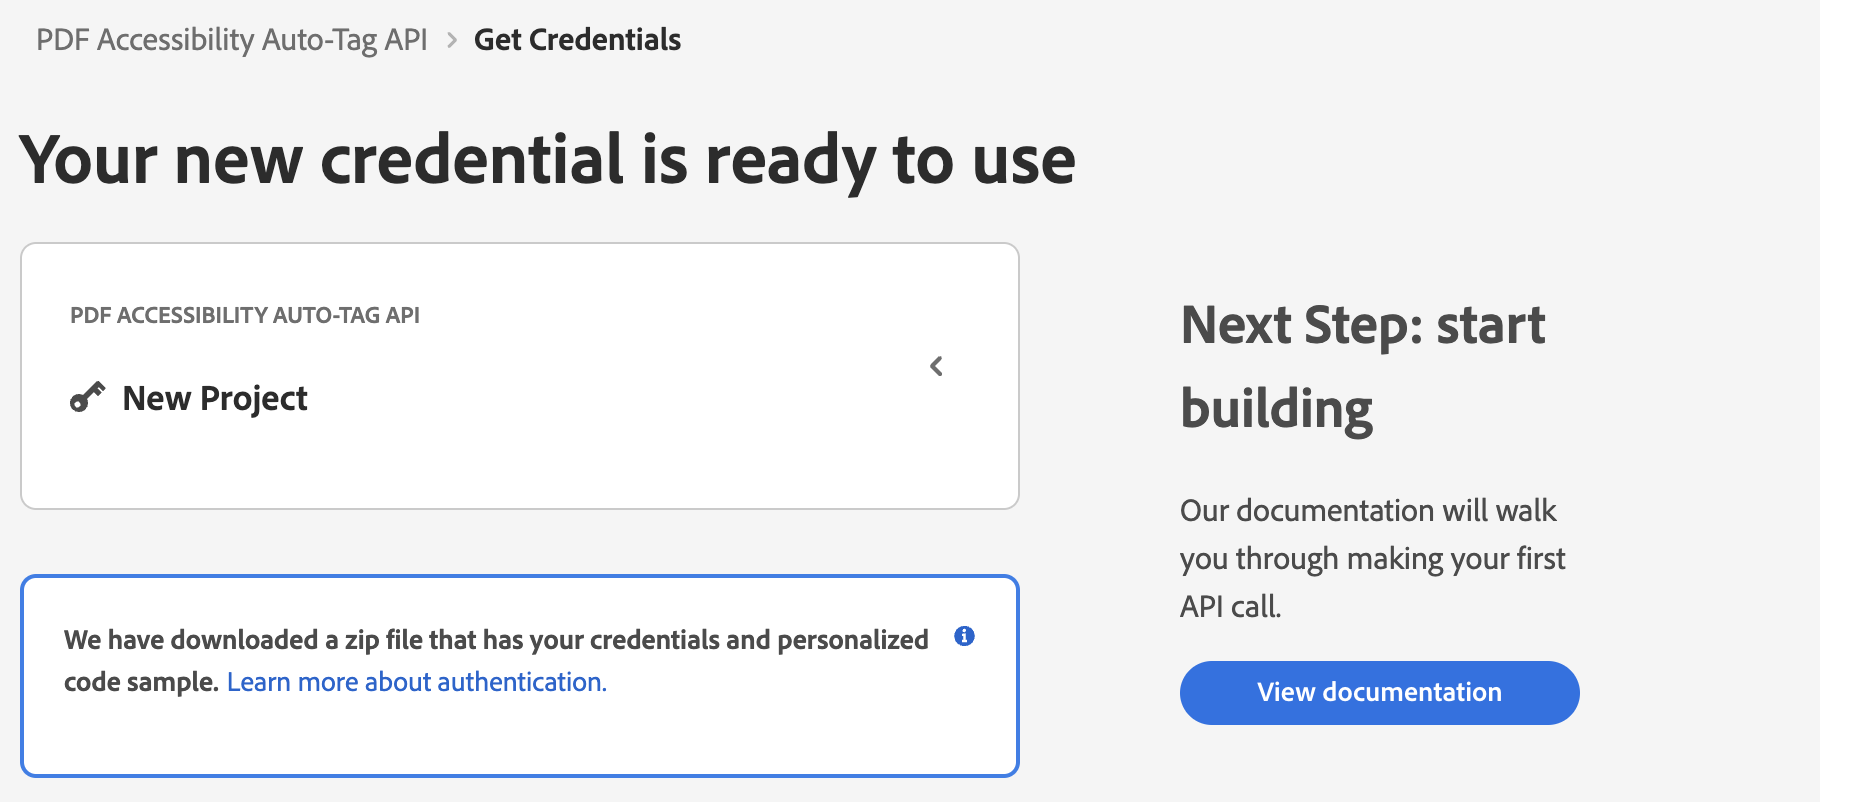 PDF Accessibility Auto-Tag API > Get Credentials
Your new credential is ready to use
PDF ACCESSIBILITY AUTO-TAG API
New Project
We have downloaded a zip file that has your credentials and personalized
code sample. Learn more about authentication.
Next Step: start
building
Our documentation will walk
you through making your first
API call.
View documentation